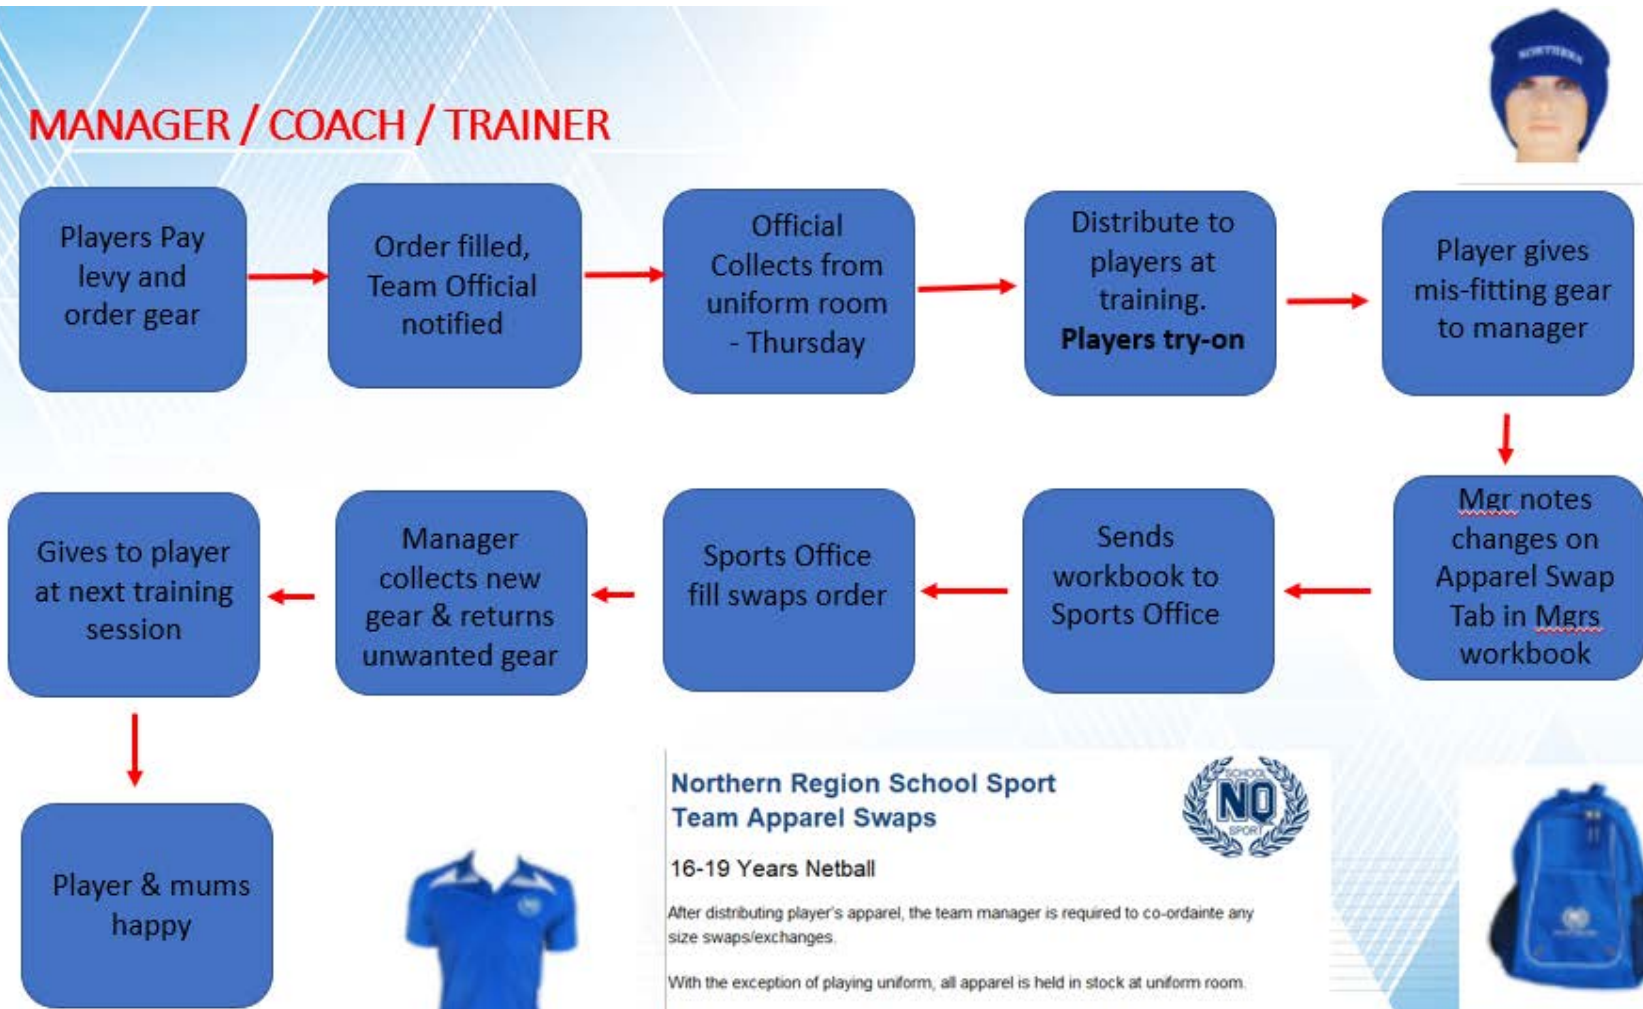 NORTHERN
MANAGER / COACH / TRAINER
Players Pay
levy and
order gear
Order filled,
Team Official
notified
Official
Collects from
uniform room
- Thursday
Distribute to
players at
training.
Players try-on
Player gives
mis-fitting gear
to manager
Mgr notes
changes on
Apparel Swap
Tab in Mgrs
workbook
Sends
workbook to
Sports Office
Sports Office
fill swaps order
Manager
collects new
gear & returns
unwanted gear
Gives to player
at next training
session
Player & mums
happy
Northern Region School Sport
Team Apparel Swaps
SCHOOL
NQ
SPORT
16-19 Years Netball
After distributing player's apparel, the team manager is required to co-ordainte any
size swaps/exchanges.
With the exception of playing uniform, all apparel is held in stock at uniform room.
NQ